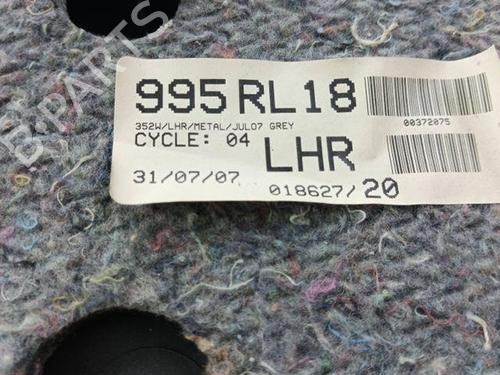 B-PARTS
995RL18
00372075
352W/LHR/METAL/JUL07 GREY
CYCLE: 04
LHR
31/07/07
018627/20